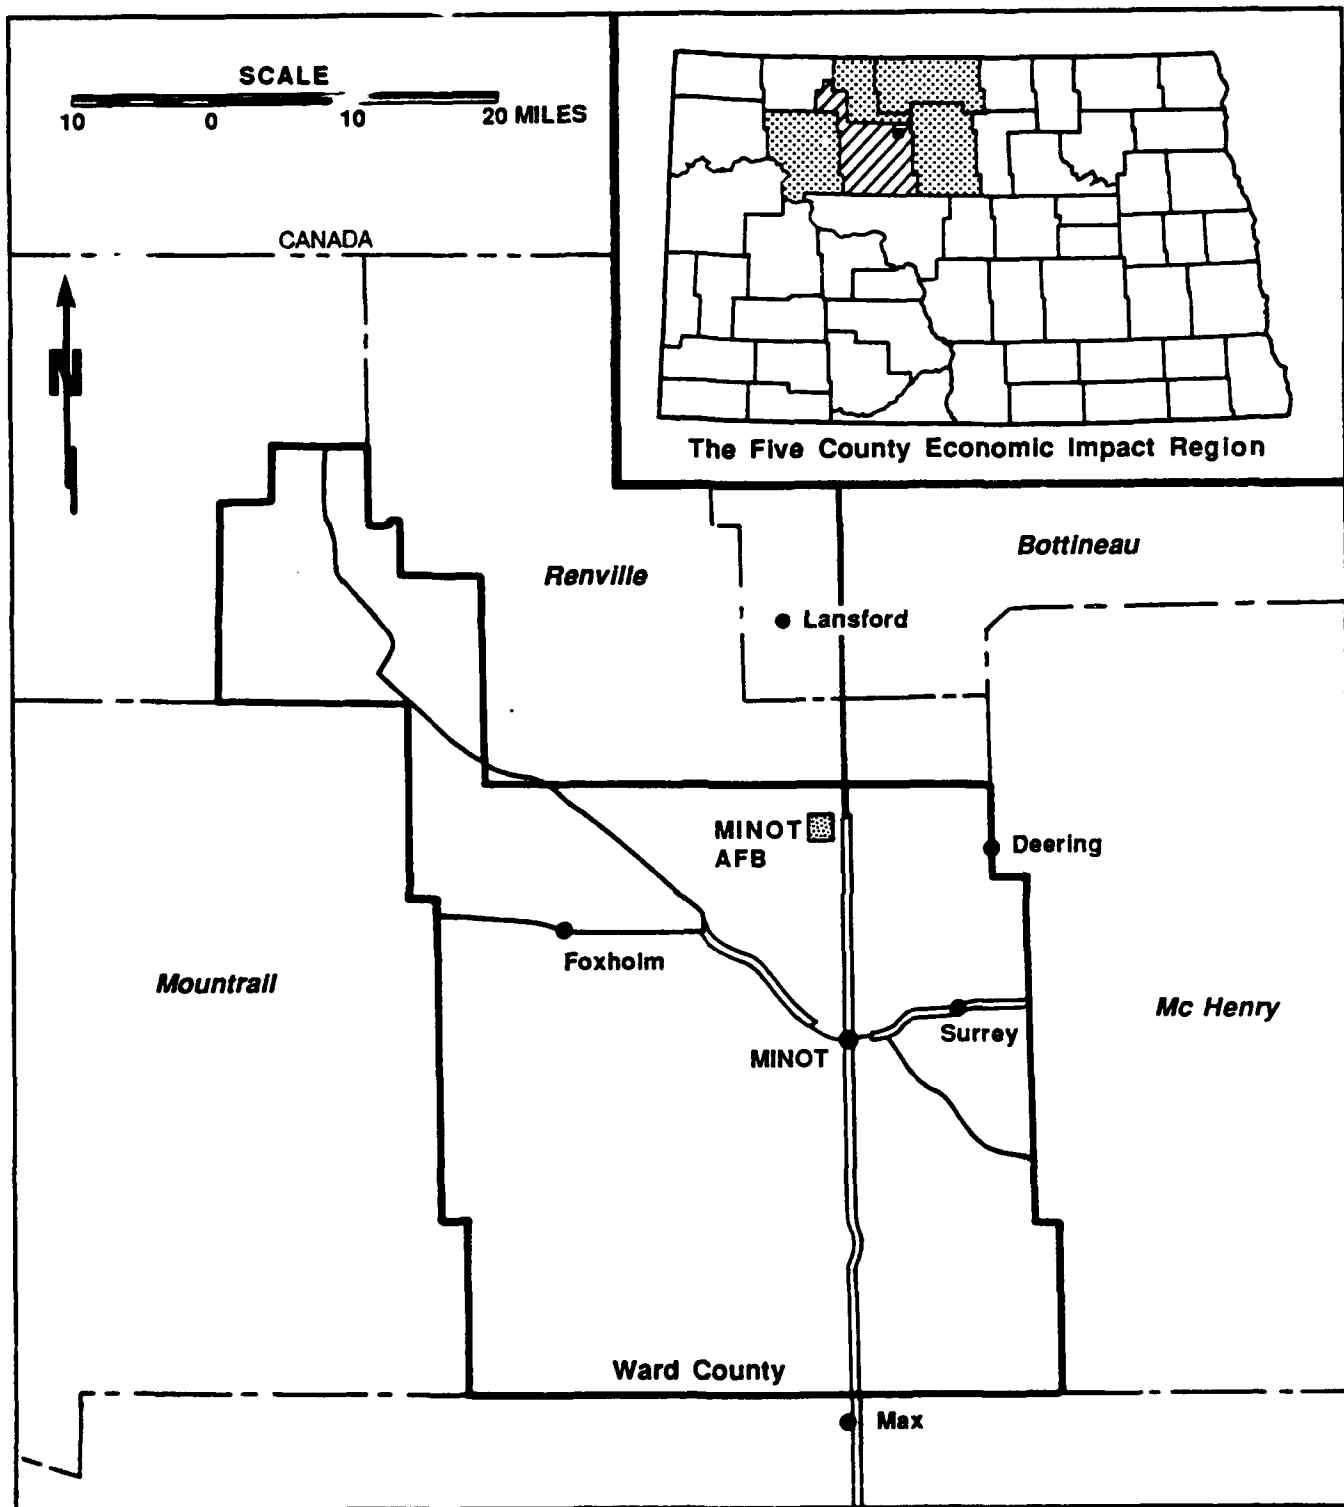 SCALE
10 0 10 20 MILES
CANADA
N
The Five County Economic Impact Region
Bottineau
Renville
Lansford
MINOT
AFB
Deering
Foxholm
Mountrail
Mc Henry
Surrey
MINOT
Ward County
Max